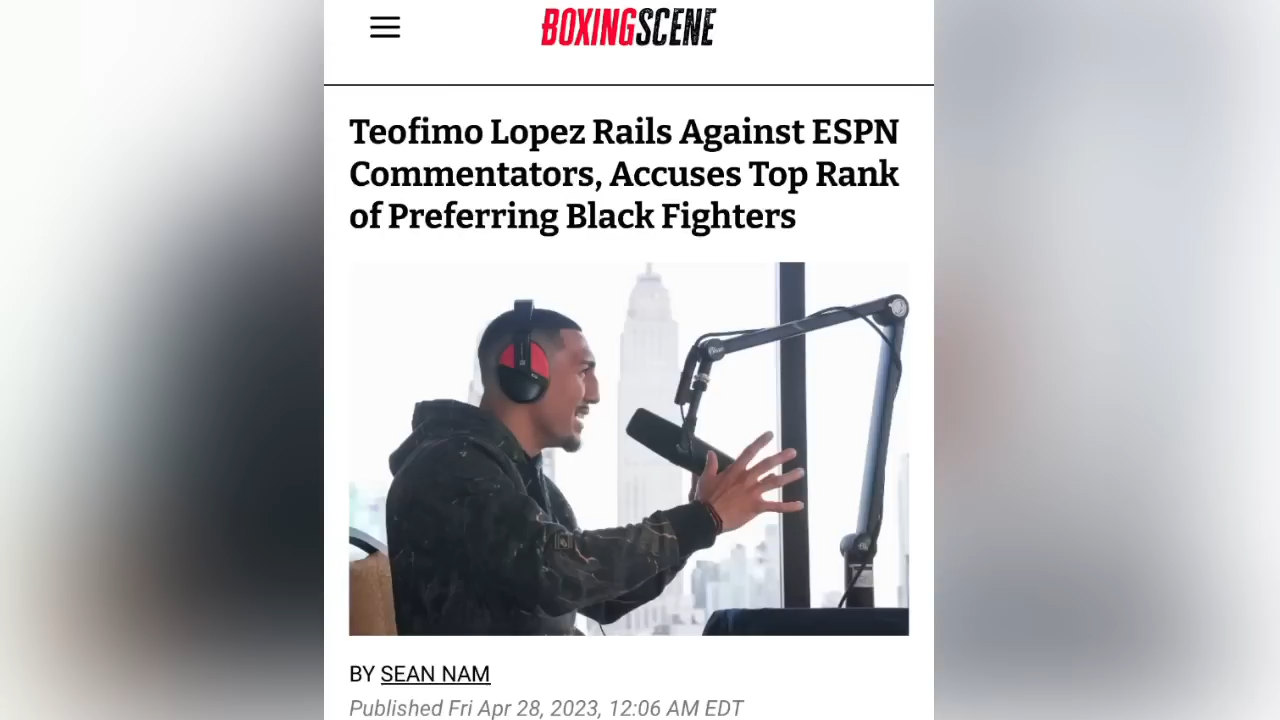 BOXINGSCENE
Teofimo Lopez Rails Against ESPN
Commentators, Accuses Top Rank
of Preferring Black Fighters
BY SEAN NAM
Published Fri Apr 28, 2023, 12:06 AM EDT